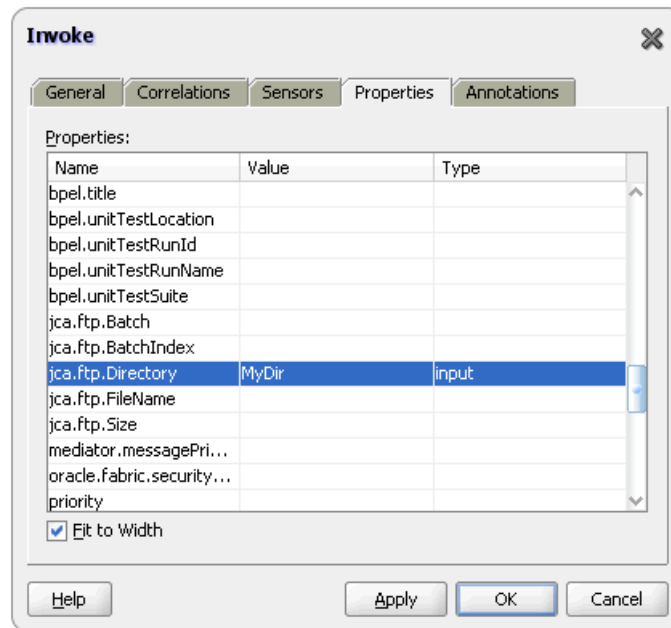 Invoke
General Correlations Sensors Properties Annotations
Properties:
Name Value Type
bpel.title
bpel.unitTestLocation
bpel.unitTestRunId
bpel.unitTestRunName
bpel.unitTestSuite
jca.ftp.Batch
jca.ftp.BatchIndex
jca.ftp.Directory MyDir input
jca.ftp.FileName
jca.ftp.Size
mediator.messagePri...
oracle.fabric.security...
priority
Fit to Width
Help Apply OK Cancel